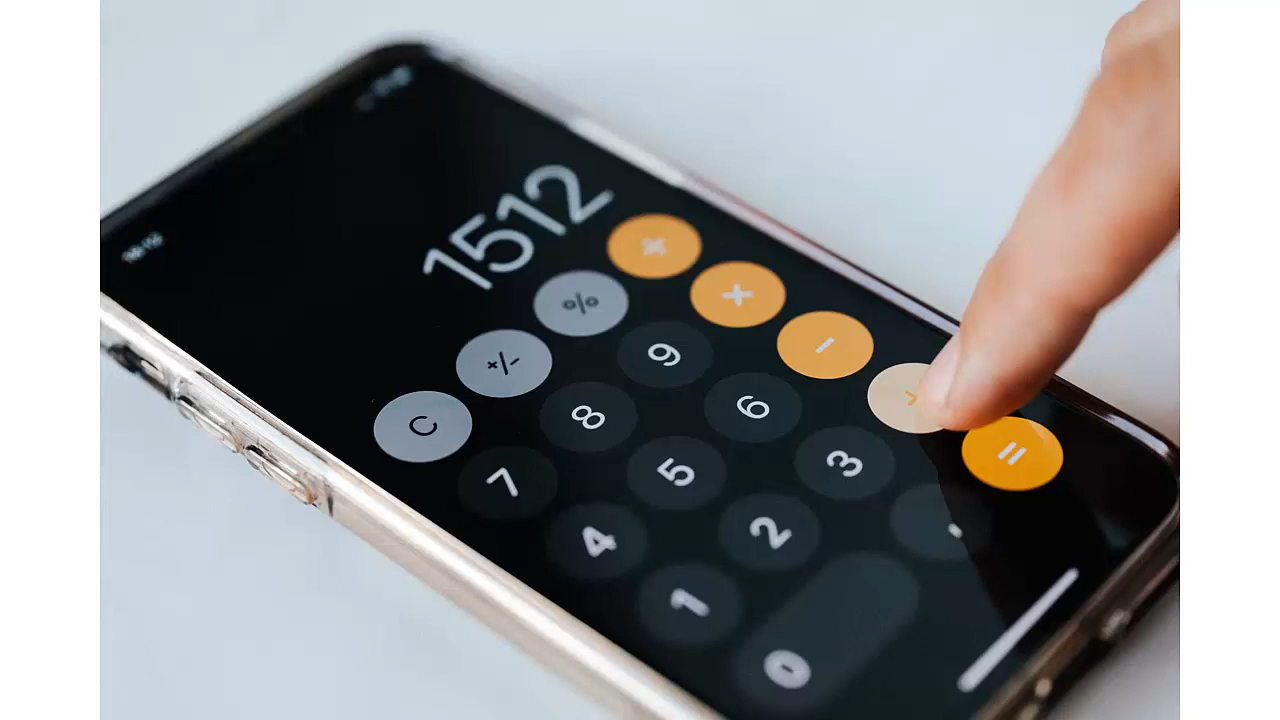 1512
C +/- % ÷
7 8 9 ×
4 5 6 −
1 2 3 +
0 , =